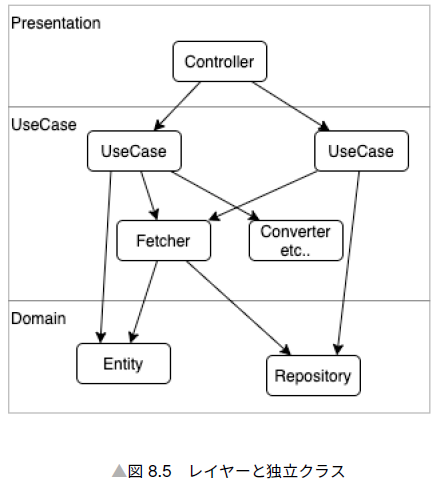 Presentation
Controller
UseCase
UseCase
UseCase
Fetcher
Converter
etc..
Domain
Entity
Repository
▲図 8.5 レイヤーと独立クラス